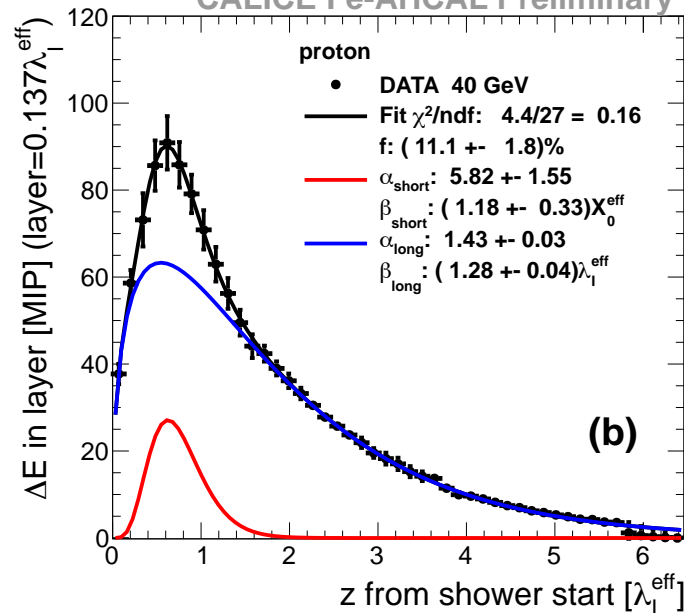 CALICE Fe-AHCAL Preliminary
proton
DATA 40 GeV
Fit χ²/ndf: 4.4/27 = 0.16
f: ( 11.1 +- 1.8)%
α_short: 5.82 +- 1.55
β_short: ( 1.18 +- 0.33)X_0^eff
α_long: 1.43 +- 0.03
β_long: ( 1.28 +- 0.04)λ_I^eff
ΔE in layer [MIP] (layer=0.137λ_I^eff)
120
100
80
60
40
20
0
(b)
0 1 2 3 4 5 6
z from shower start [λ_I^eff]